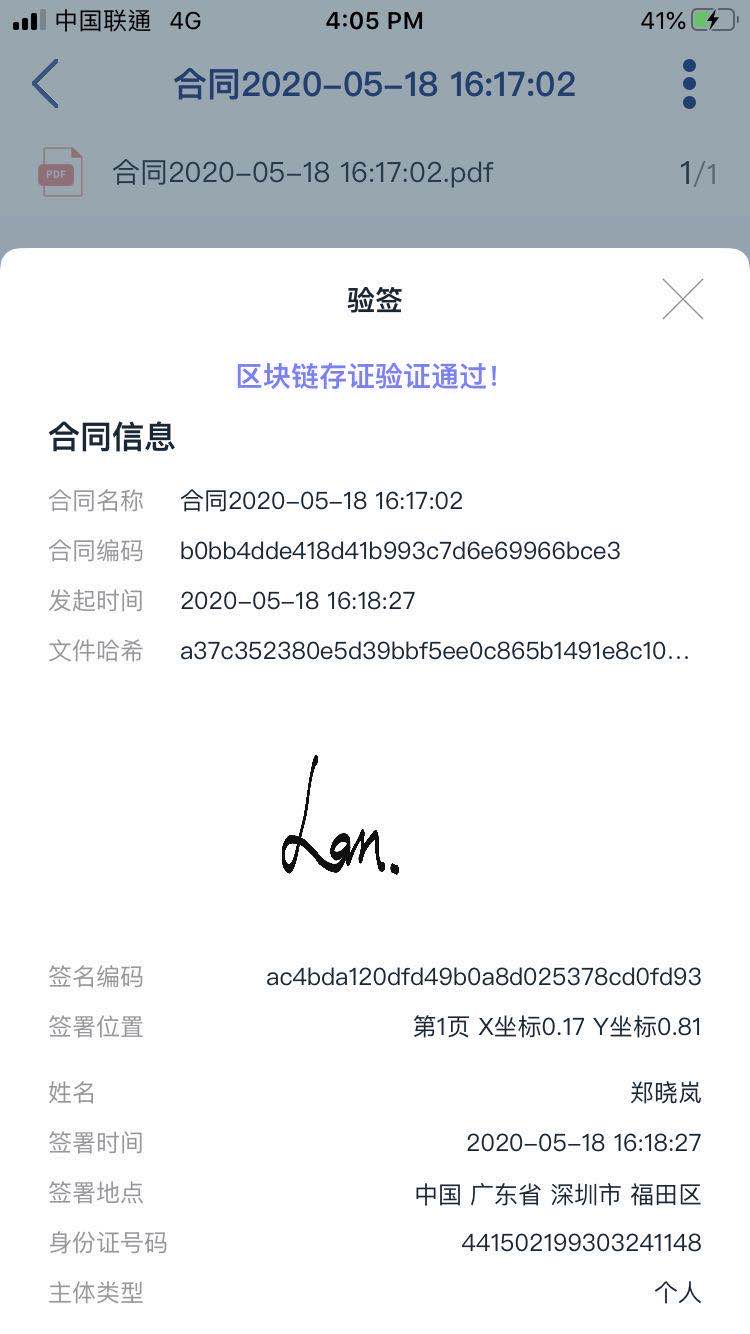 中国联通 4G 4:05 PM 41%
合同2020-05-18 16:17:02
PDF 合同2020-05-18 16:17:02.pdf 1/1
验签
区块链存证验证通过!
合同信息
合同名称 合同2020-05-18 16:17:02
合同编码 b0bb4dde418d41b993c7d6e69966bce3
发起时间 2020-05-18 16:18:27
文件哈希 a37c352380e5d39bbf5ee0c865b1491e8c10...
Lan.
签名编码 ac4bda120dfd49b0a8d025378cd0fd93
签署位置 第1页 X坐标0.17 Y坐标0.81
姓名 郑晓岚
签署时间 2020-05-18 16:18:27
签署地点 中国 广东省 深圳市 福田区
身份证号码 441502199303241148
主体类型 个人